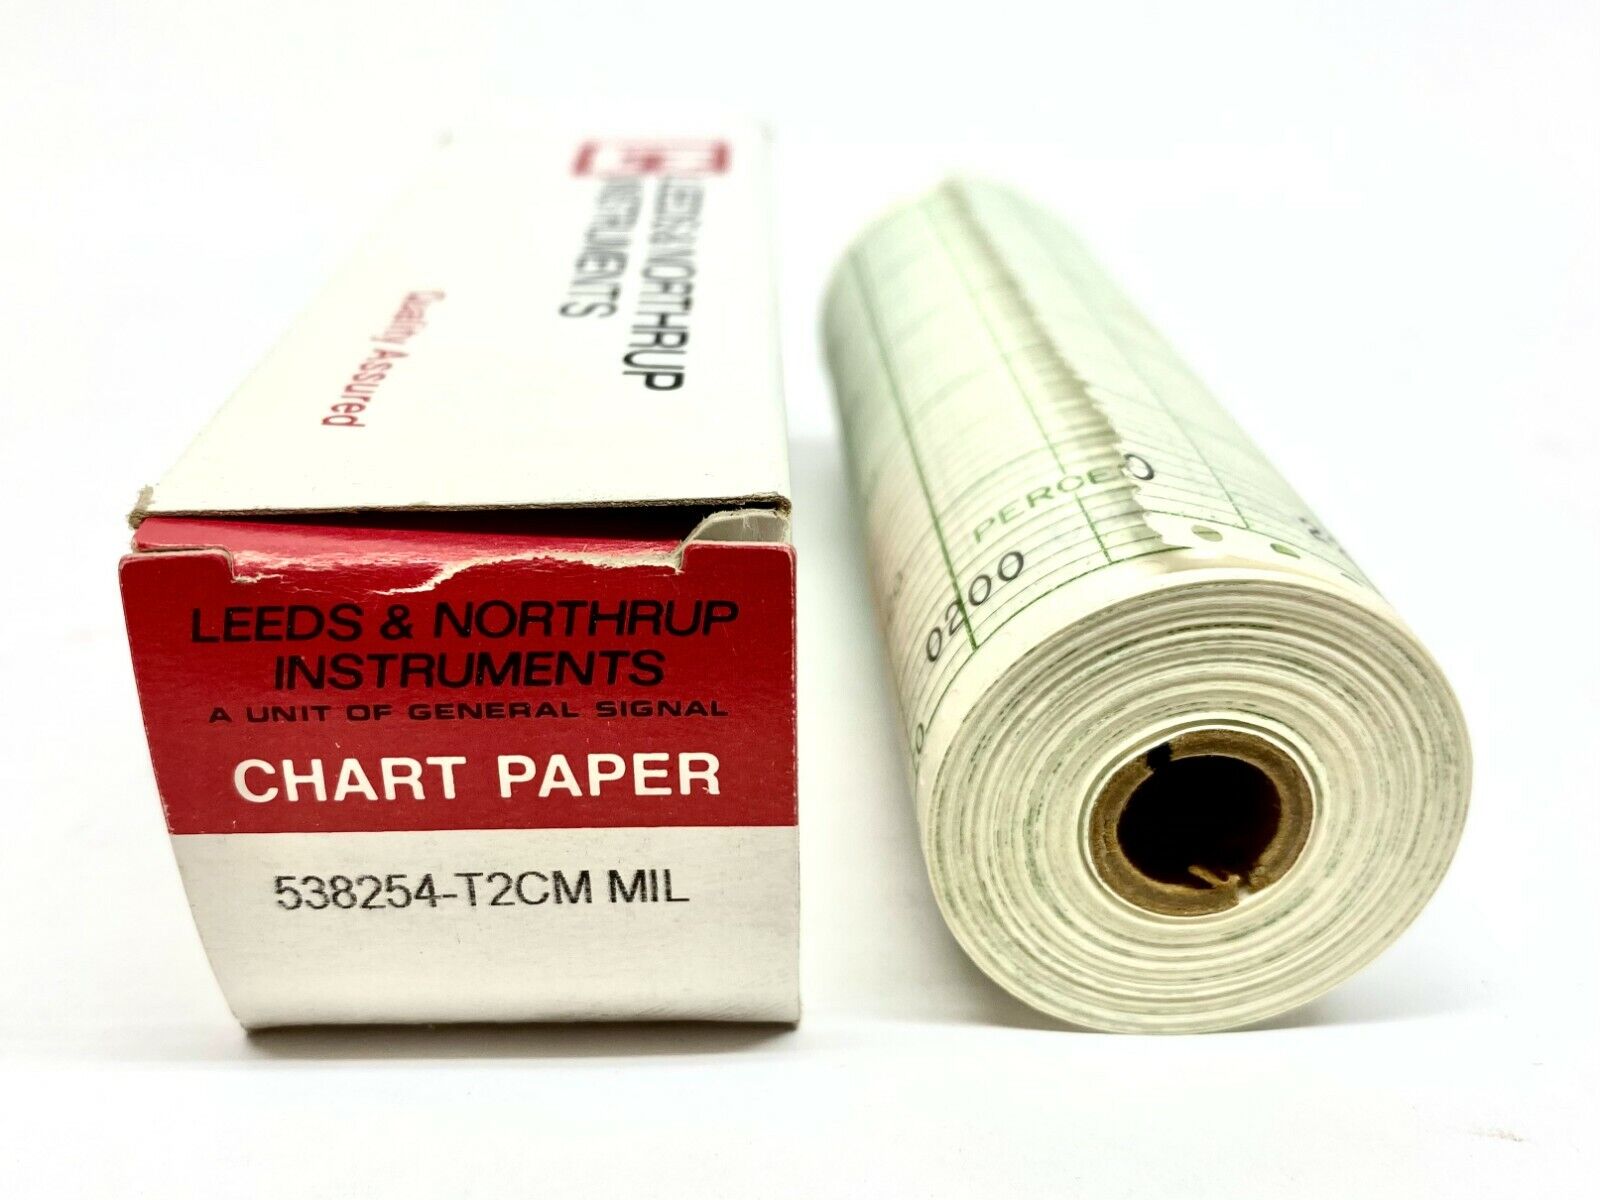 LEEDS & NORTHRUP
INSTRUMENTS
Quality Assured
LEEDS & NORTHRUP
INSTRUMENTS
A UNIT OF GENERAL SIGNAL
CHART PAPER
538254-T2CM MIL
0200